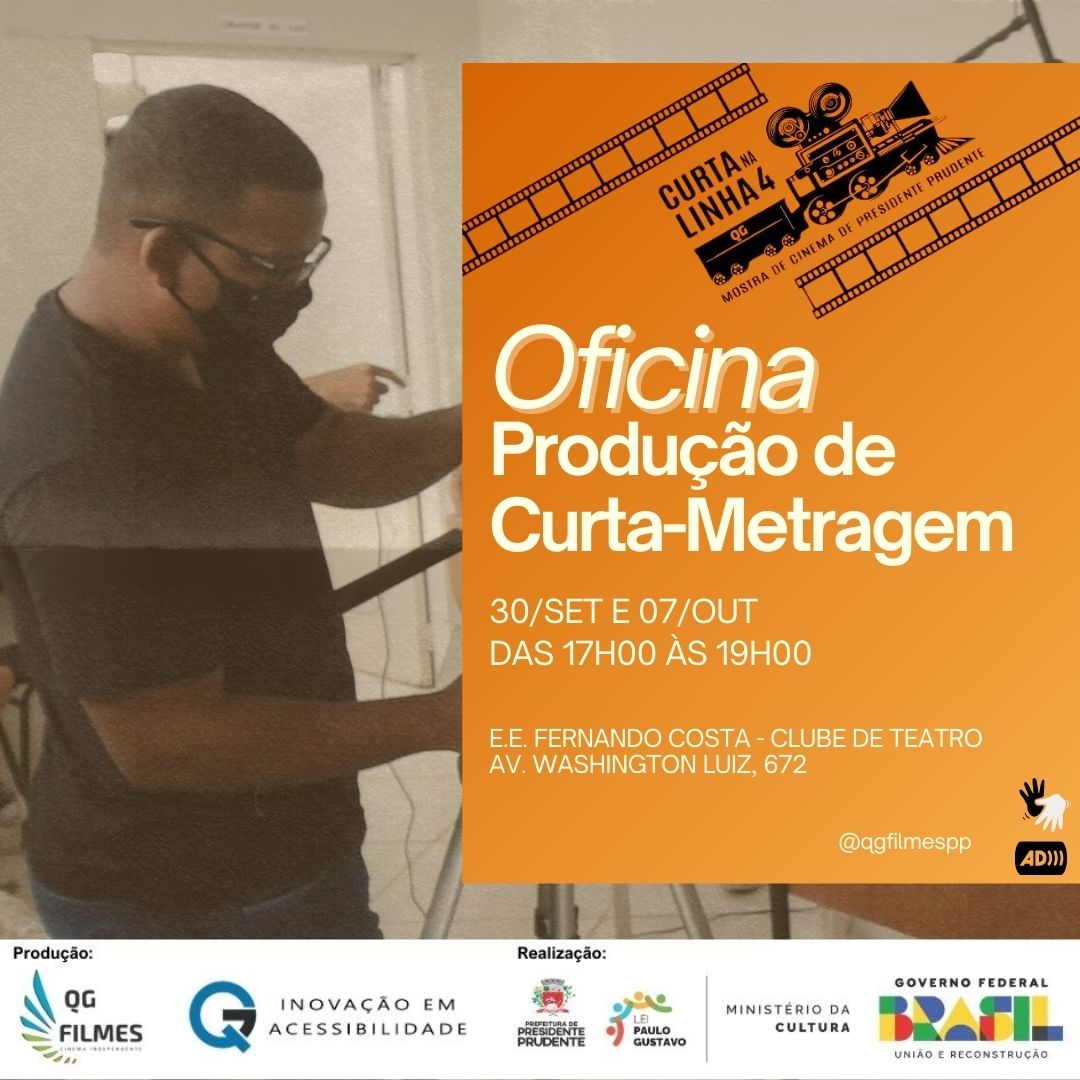 CURTA NA
LINHA 4
QG
MOSTRA DE CINEMA DE PRESIDENTE PRUDENTE
Oficina
Produção de
Curta-Metragem
30/SET E 07/OUT
DAS 17H00 ÀS 19H00
E.E. FERNANDO COSTA - CLUBE DE TEATRO
AV. WASHINGTON LUIZ, 672
@qgfilmespp
AD)))
Produção:
QG
FILMES
CINEMA INDEPENDENTE
INOVAÇÃO EM
ACESSIBILIDADE
Realização:
PREFEITURA DE
PRESIDENTE
PRUDENTE
LEI
PAULO
GUSTAVO
MINISTÉRIO DA
CULTURA
GOVERNO FEDERAL
BRASIL
UNIÃO E RECONSTRUÇÃO